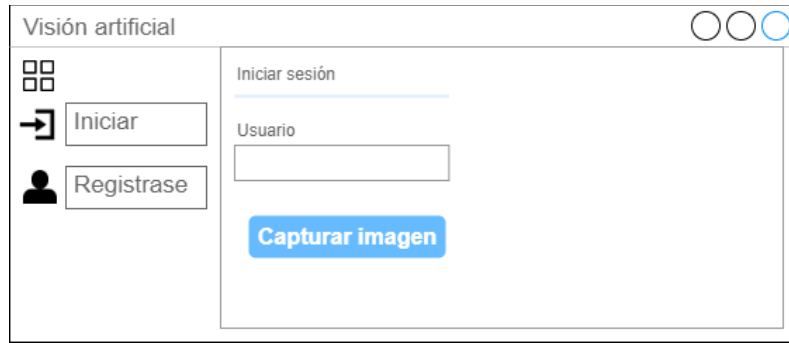 Visión artificial
Iniciar
Registrase
Iniciar sesión
Usuario
Capturar imagen